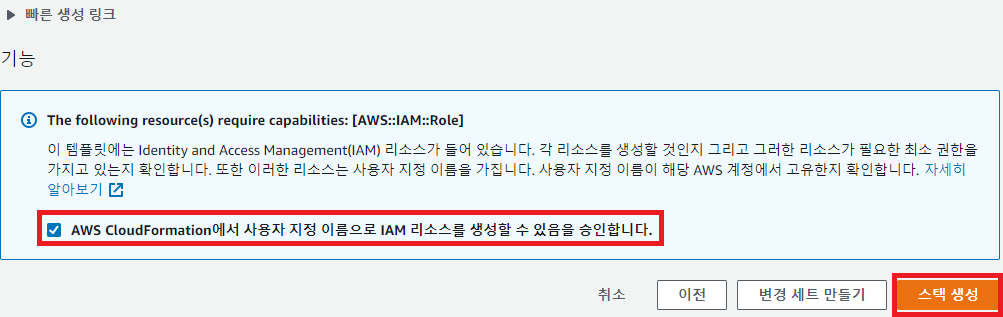 빠른 생성 링크
기능
The following resource(s) require capabilities: [AWS::IAM::Role]
이 템플릿에는 Identity and Access Management(IAM) 리소스가 들어 있습니다. 각 리소스를 생성할 것인지 그리고 그러한 리소스가 필요한 최소 권한을
가지고 있는지 확인합니다. 또한 이러한 리소스는 사용자 지정 이름을 가집니다. 사용자 지정 이름이 해당 AWS 계정에서 고유한지 확인합니다. 자세히
알아보기
AWS CloudFormation에서 사용자 지정 이름으로 IAM 리소스를 생성할 수 있음을 승인합니다.
취소 이전 변경 세트 만들기 스택 생성